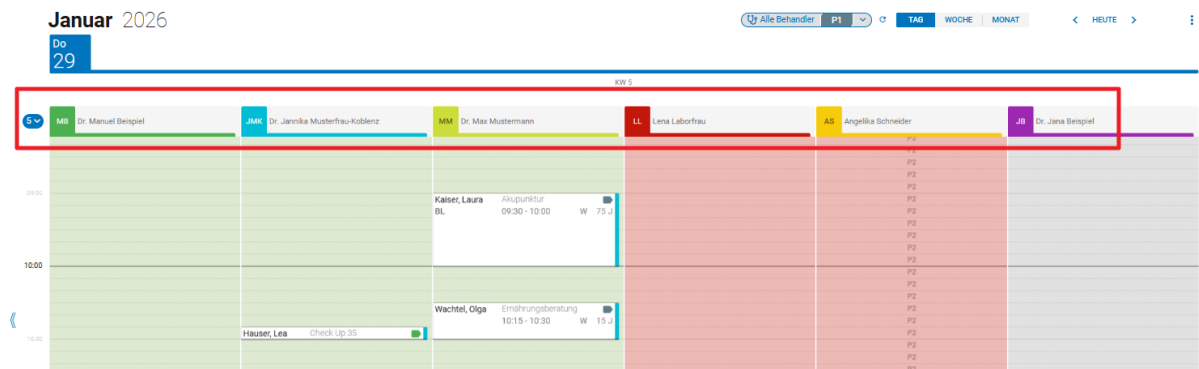 Januar 2026
Alle Behandler P1 TAG WOCHE MONAT HEUTE
Do
29
KW 5
5 MB Dr. Manuel Beispiel JMK Dr. Jannika Musterfrau-Koblenz MM Dr. Max Mustermann LL Lena Laborfrau AS Angelika Schneider JB Dr. Jana Beispiel
P2
P2
P2
P2
P2
09:30
Kaiser, Laura Akupunktur
P2
BL 09:30 - 10:00 W 75 J
P2
P2
P2
P2
10:00
P2
P2
P2
Wachtel, Olga Ernährungsberatung
P2
10:15 - 10:30 W 15 J
P2
Hauser, Lea Check Up 35
P2
10:30
P2
P2
P2